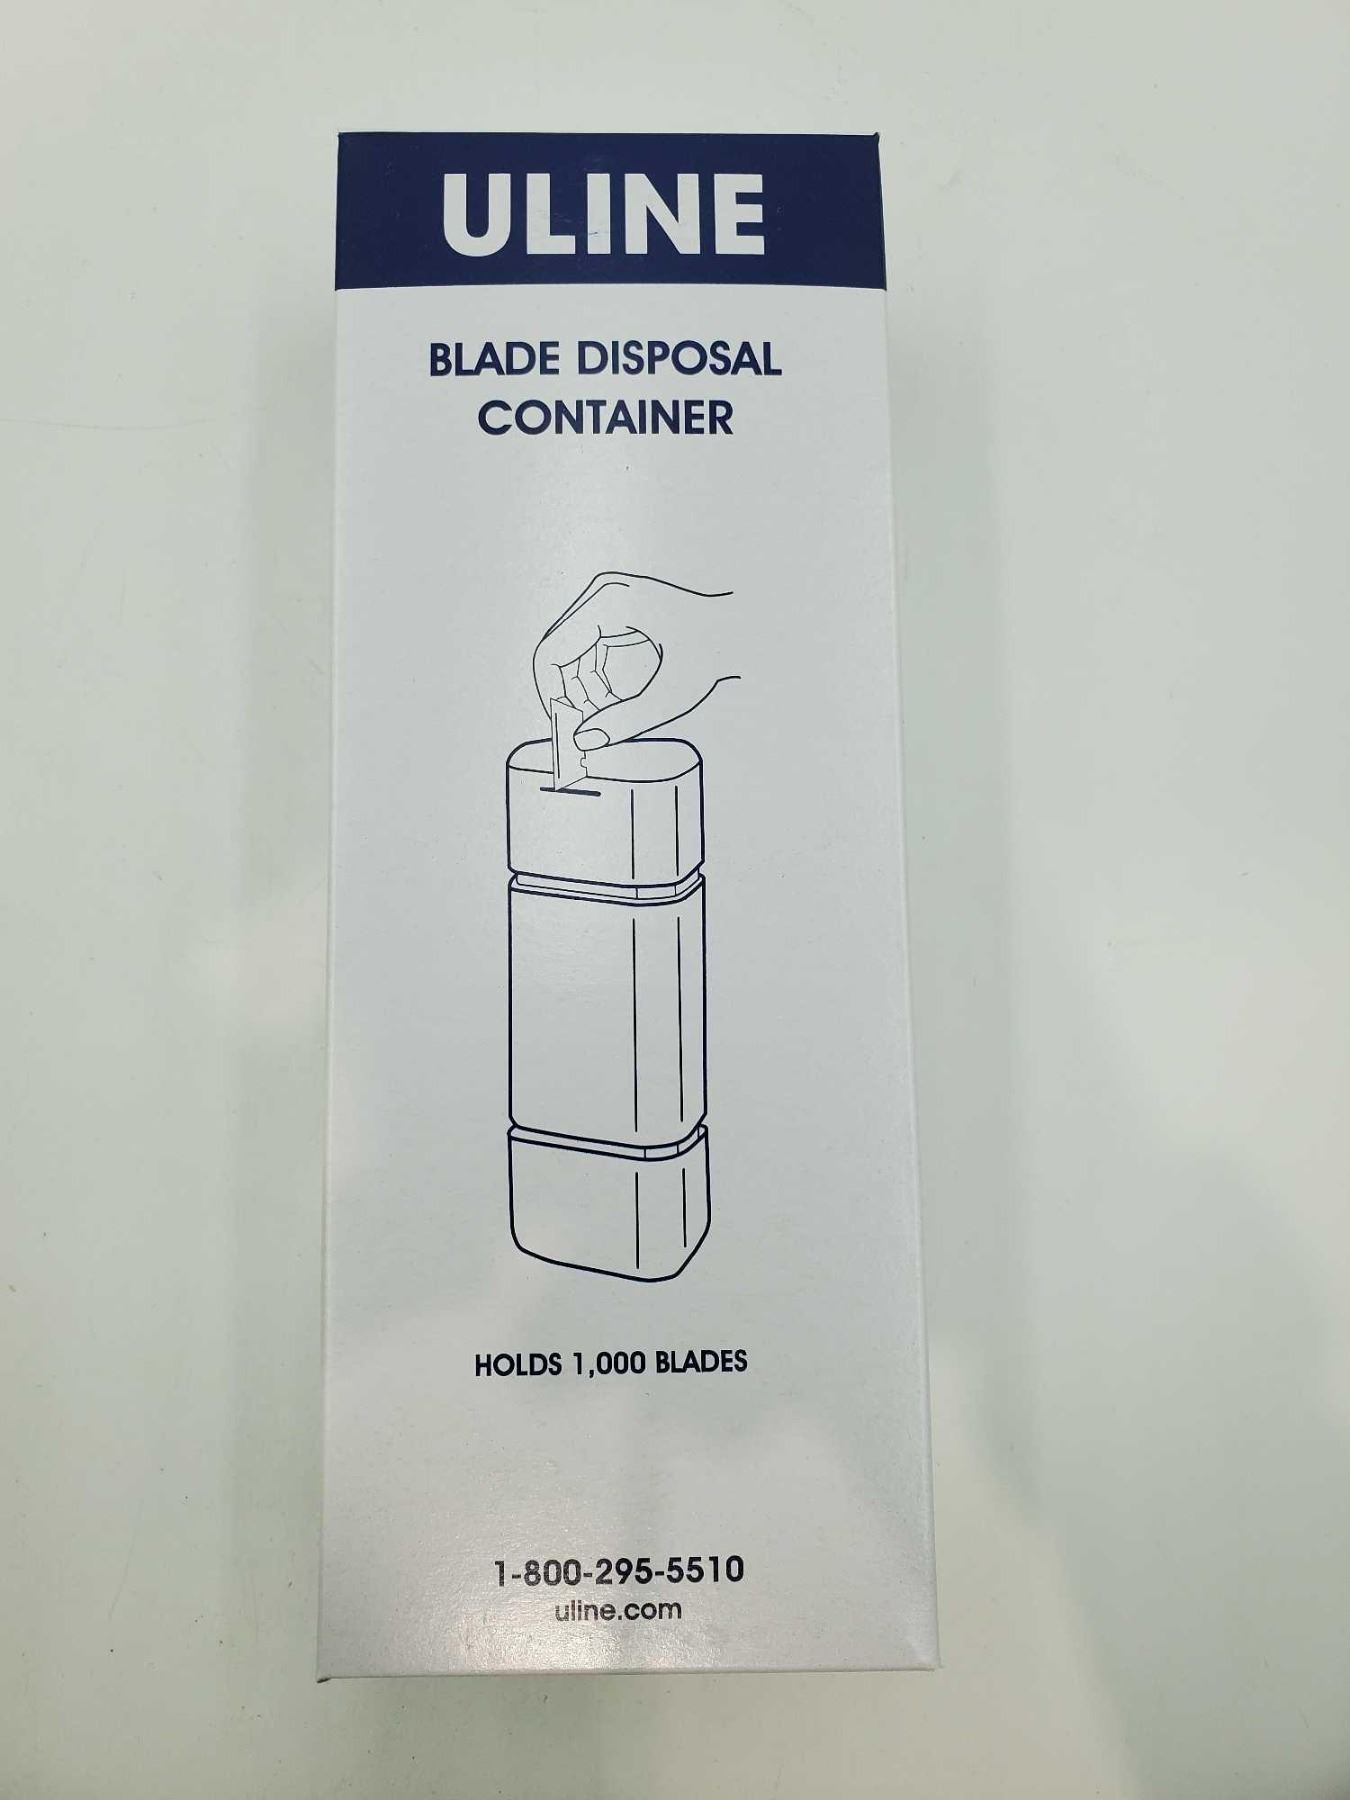 ULINE
BLADE DISPOSAL
CONTAINER
HOLDS 1,000 BLADES
1-800-295-5510
uline.com